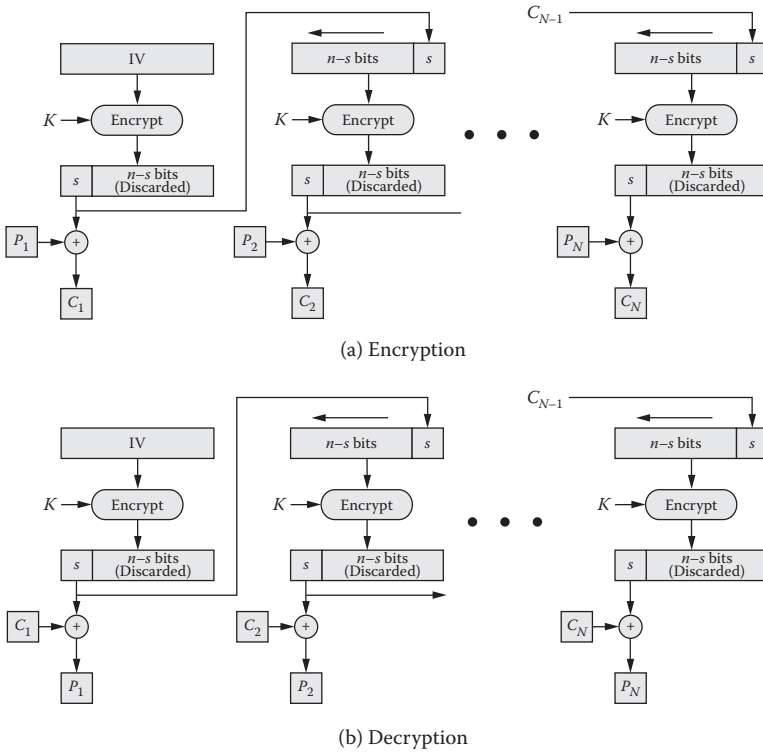 C_{N−1}
IV
n−s bits
s
n−s bits
s
K
Encrypt
K
Encrypt
K
Encrypt
s
n−s bits
(Discarded)
s
n−s bits
(Discarded)
s
n−s bits
(Discarded)
P_1
+
P_2
+
P_N
+
C_1
C_2
C_N
(a) Encryption
C_{N−1}
IV
n−s bits
s
n−s bits
s
K
Encrypt
K
Encrypt
K
Encrypt
s
n−s bits
(Discarded)
s
n−s bits
(Discarded)
s
n−s bits
(Discarded)
C_1
+
C_2
+
C_N
+
P_1
P_2
P_N
(b) Decryption